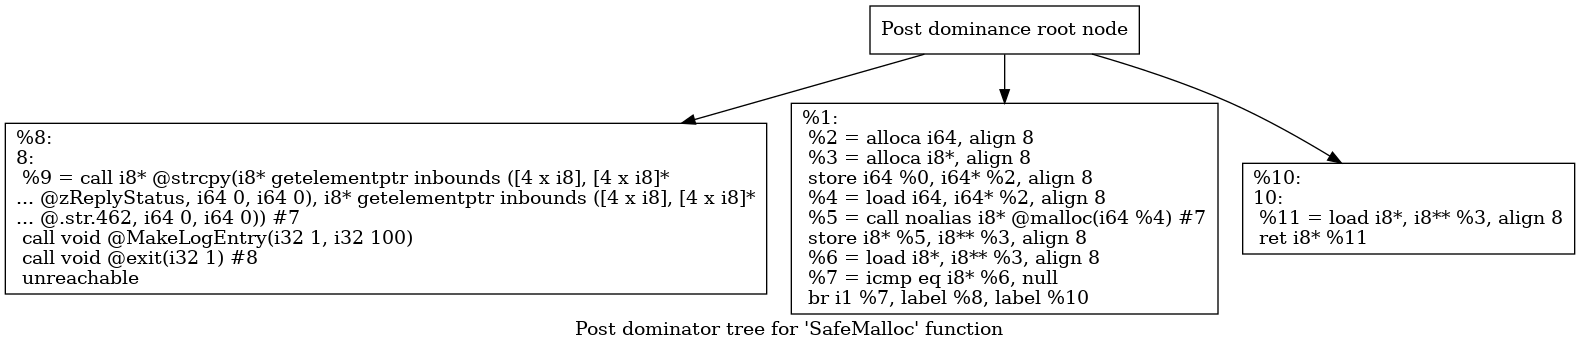 Post dominance root node
%8:
8:
%9 = call i8* @strcpy(i8* getelementptr inbounds ([4 x i8], [4 x i8]*
... @zReplyStatus, i64 0, i64 0), i8* getelementptr inbounds ([4 x i8], [4 x i8]*
... @.str.462, i64 0, i64 0)) #7
call void @MakeLogEntry(i32 1, i32 100)
call void @exit(i32 1) #8
unreachable
%1:
%2 = alloca i64, align 8
%3 = alloca i8*, align 8
store i64 %0, i64* %2, align 8
%4 = load i64, i64* %2, align 8
%5 = call noalias i8* @malloc(i64 %4) #7
store i8* %5, i8** %3, align 8
%6 = load i8*, i8** %3, align 8
%7 = icmp eq i8* %6, null
br i1 %7, label %8, label %10
%10:
10:
%11 = load i8*, i8** %3, align 8
ret i8* %11
Post dominator tree for 'SafeMalloc' function